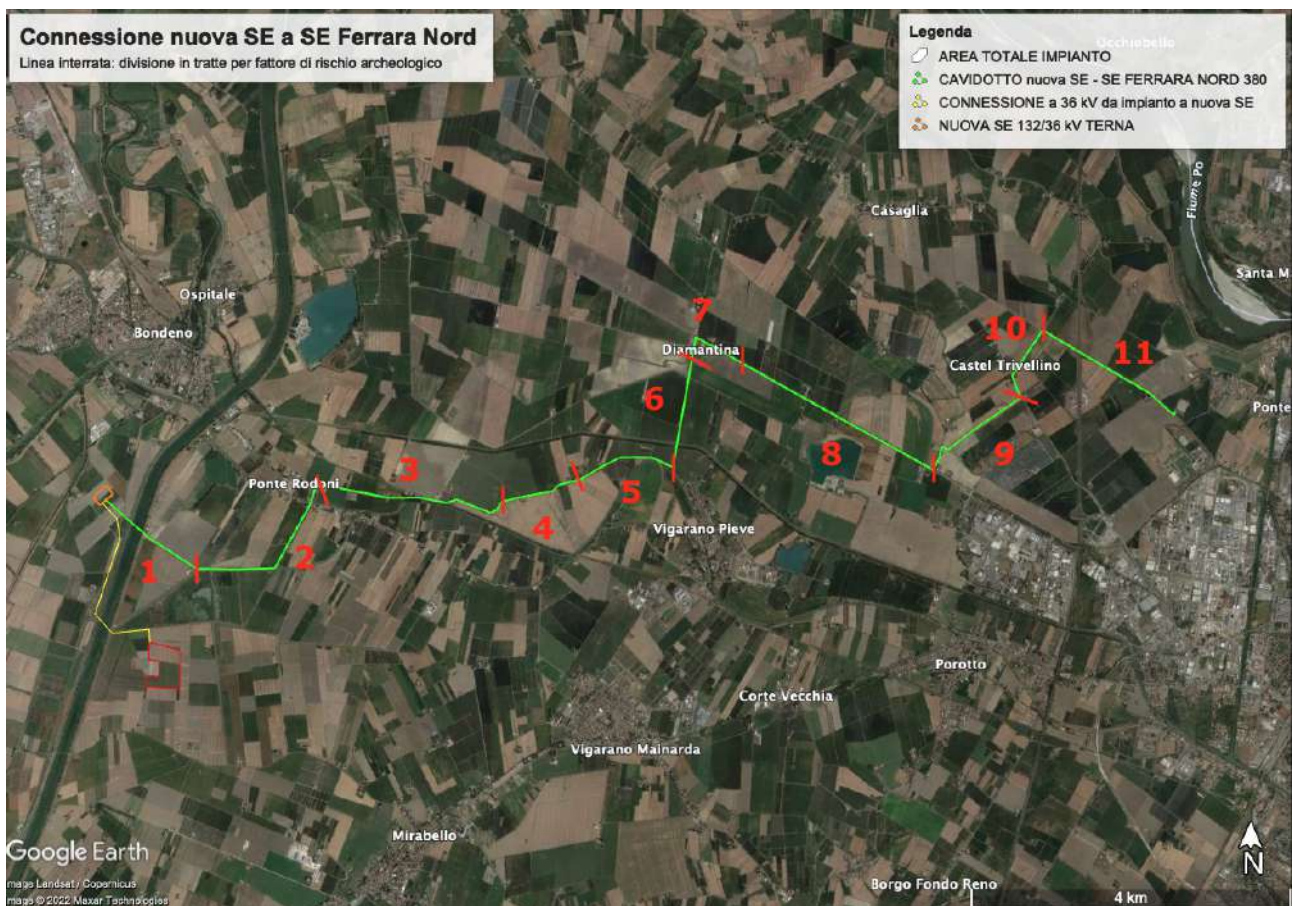 Connessione nuova SE a SE Ferrara Nord
Linea interrata: divisione in tratte per fattore di rischio archeologico
Legenda
AREA TOTALE IMPIANTO
CAVIDOTTO nuova SE - SE FERRARA NORD 380
CONNESSIONE a 36 kV da impianto a nuova SE
NUOVA SE 132/36 kV TERNA
Occhiobello
Fiume Po
Casaglia
Santa M
Ospitale
Bondeno
7
Diamantina
10
Castel Trivellino
11
6
Ponte
3
8
9
Ponte Rodoni
5
4
Vigarano Pieve
1
2
Porotto
Corte Vecchia
Vigarano Mainarda
Mirabello
Google Earth
mage Landsat / Copernicus
mage © 2022 Maxar Technologies
Borgo Fondo Reno
4 km
N